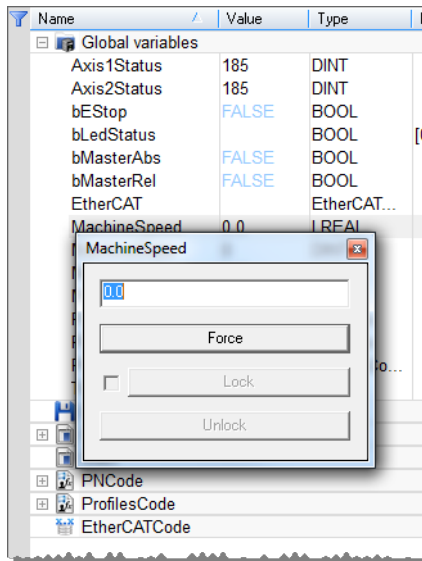 Name Value Type
Global variables
Axis1Status 185 DINT
Axis2Status 185 DINT
bEStop FALSE BOOL
bLedStatus BOOL
bMasterAbs FALSE BOOL
bMasterRel FALSE BOOL
EtherCAT EtherCAT...
MachineSpeed 0.0 LREAL
MachineSpeed
0.0
Force
Lock
Unlock
PNCode
ProfilesCode
EtherCATCode